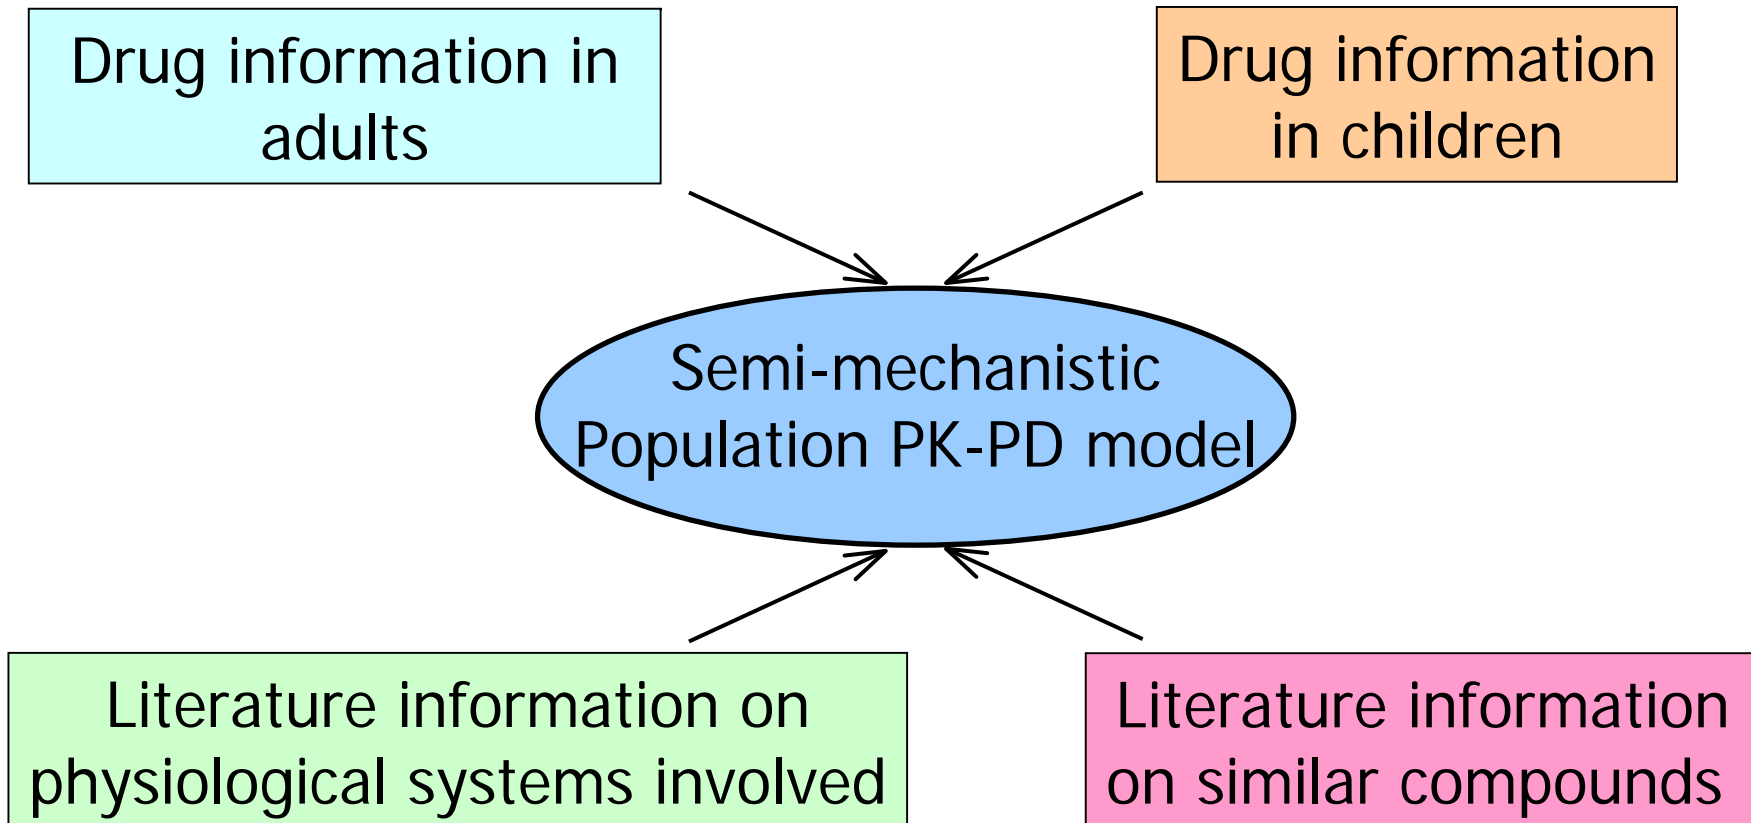 Drug information in
adults
Drug information
in children
Semi-mechanistic
Population PK-PD model
Literature information on
physiological systems involved
Literature information
on similar compounds